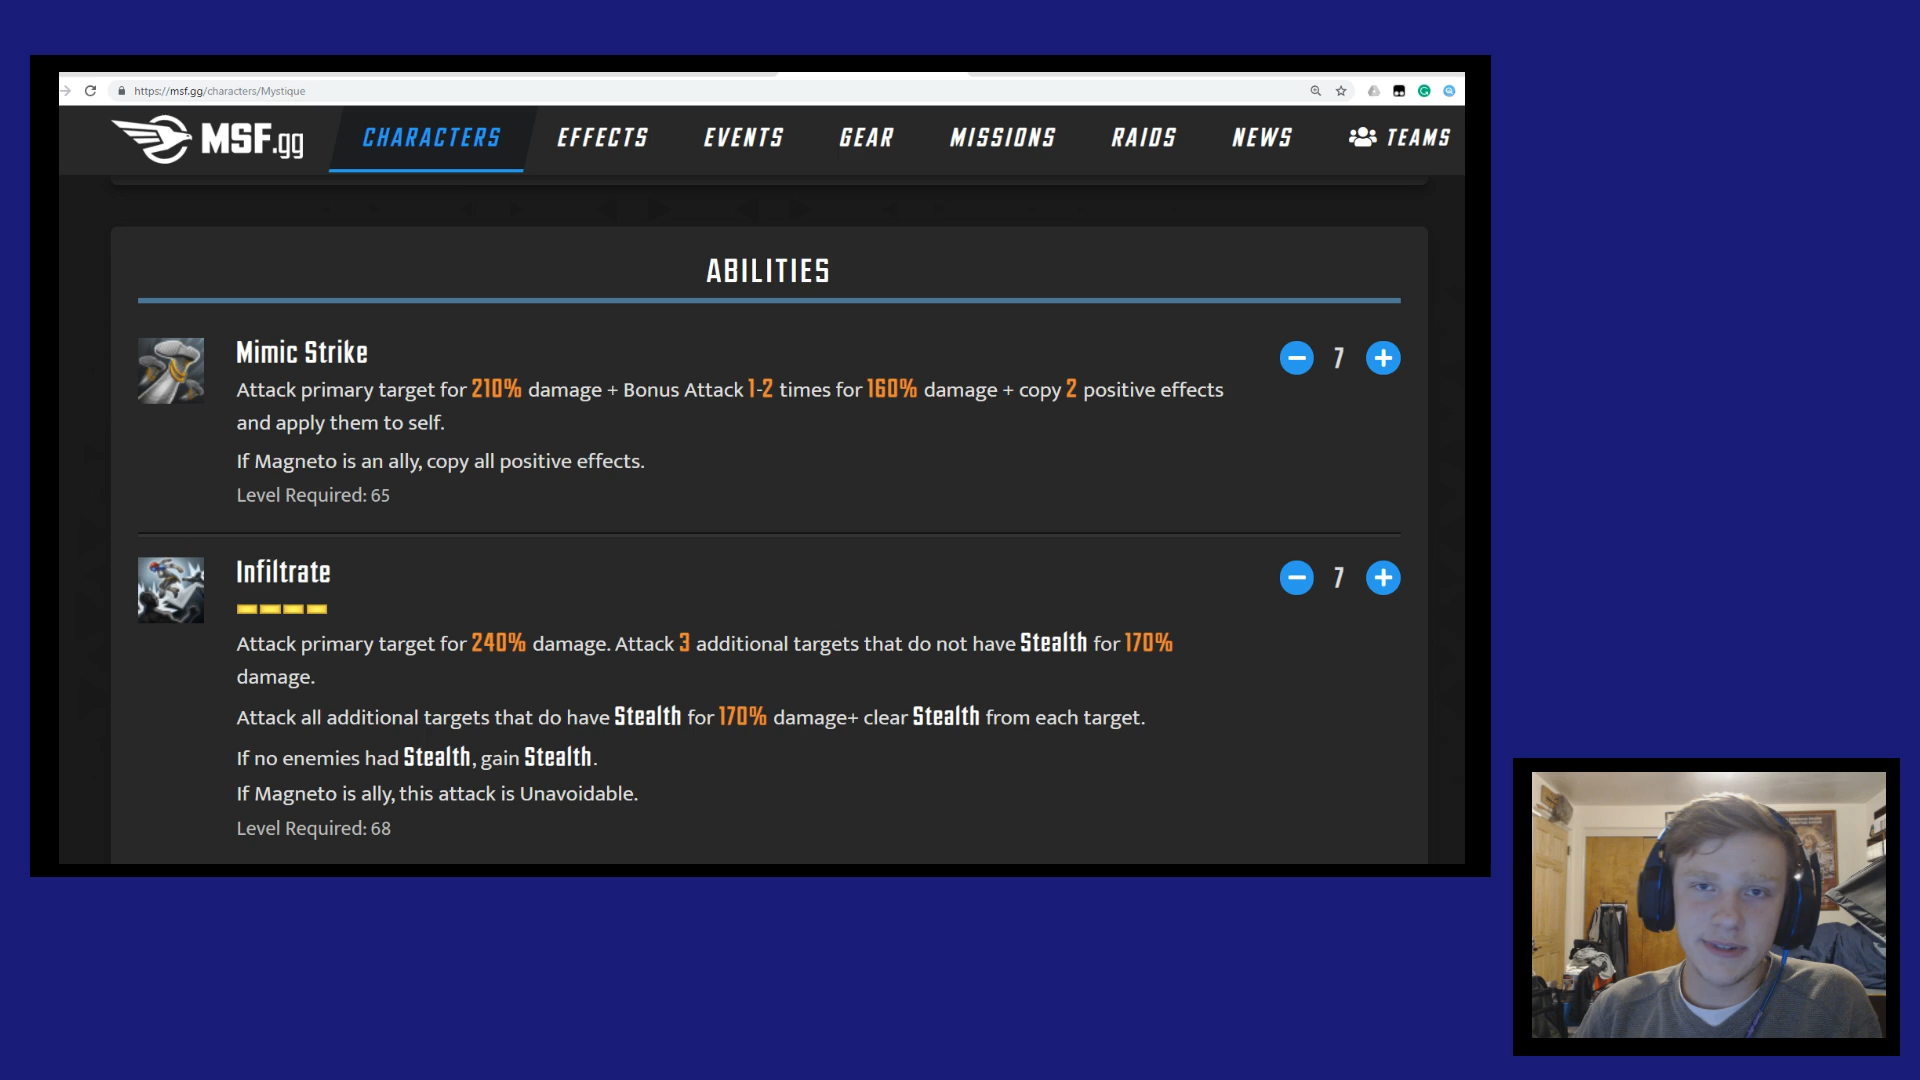 https://msf.gg/characters/Mystique
MSF.gg CHARACTERS EFFECTS EVENTS GEAR MISSIONS RAIDS NEWS TEAMS
ABILITIES
Mimic Strike
7
Attack primary target for 210% damage + Bonus Attack 1-2 times for 160% damage + copy 2 positive effects
and apply them to self.
If Magneto is an ally, copy all positive effects.
Level Required: 65
Infiltrate
7
Attack primary target for 240% damage. Attack 3 additional targets that do not have Stealth for 170%
damage.
Attack all additional targets that do have Stealth for 170% damage+ clear Stealth from each target.
If no enemies had Stealth, gain Stealth.
If Magneto is ally, this attack is Unavoidable.
Level Required: 68